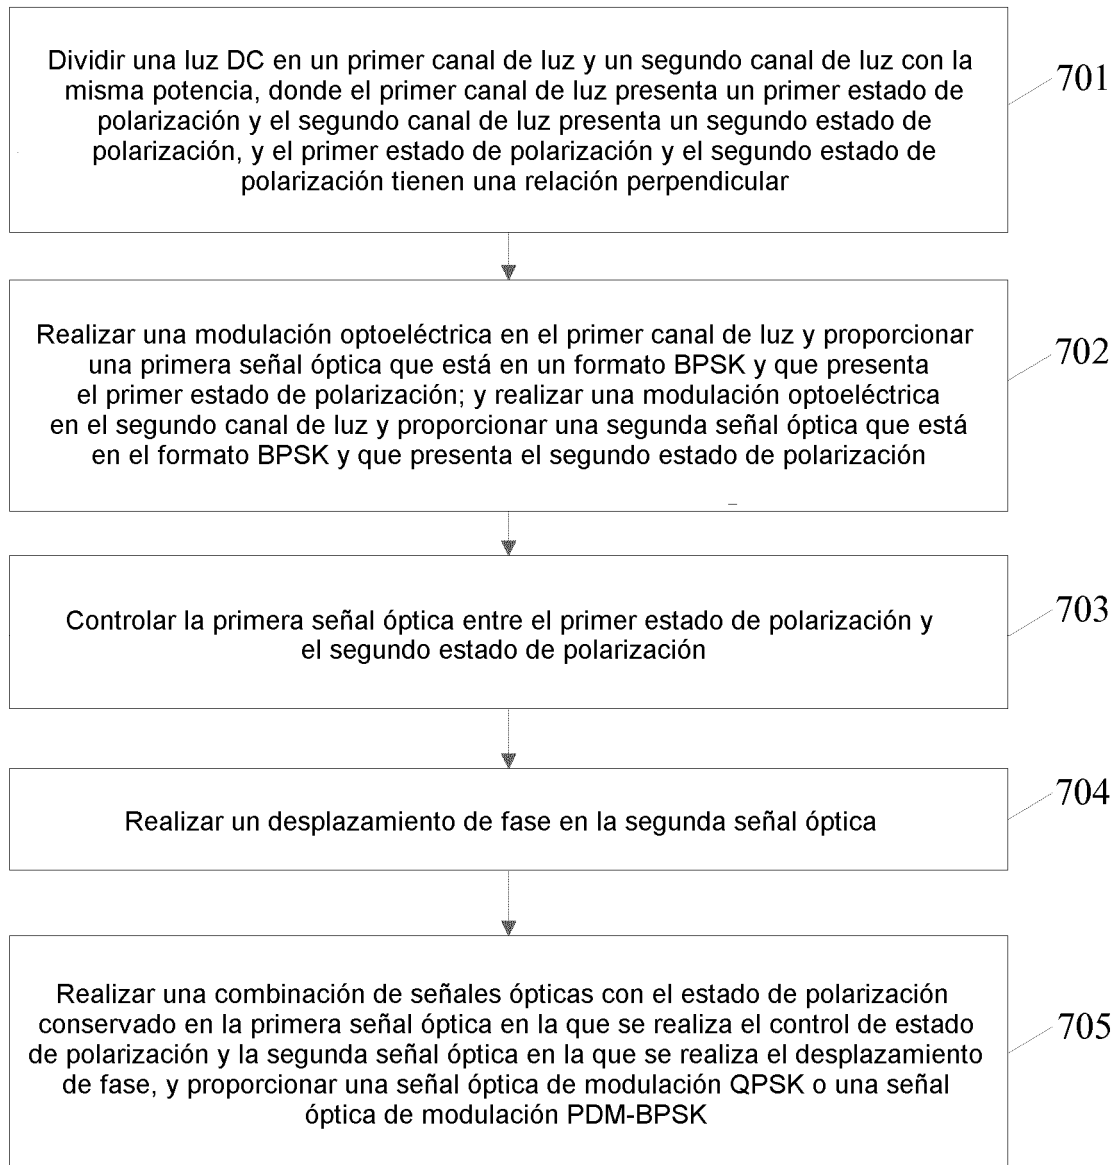 Dividir una luz DC en un primer canal de luz y un segundo canal de luz con la
misma potencia, donde el primer canal de luz presenta un primer estado de
polarización y el segundo canal de luz presenta un segundo estado de
polarización, y el primer estado de polarización y el segundo estado de
polarización tienen una relación perpendicular
701
Realizar una modulación optoeléctrica en el primer canal de luz y proporcionar
una primera señal óptica que está en un formato BPSK y que presenta
el primer estado de polarización; y realizar una modulación optoeléctrica
en el segundo canal de luz y proporcionar una segunda señal óptica que está
en el formato BPSK y que presenta el segundo estado de polarización
702
Controlar la primera señal óptica entre el primer estado de polarización y
el segundo estado de polarización
703
Realizar un desplazamiento de fase en la segunda señal óptica
704
Realizar una combinación de señales ópticas con el estado de polarización
conservado en la primera señal óptica en la que se realiza el control de estado
de polarización y la segunda señal óptica en la que se realiza el desplazamiento
de fase, y proporcionar una señal óptica de modulación QPSK o una señal
óptica de modulación PDM-BPSK
705